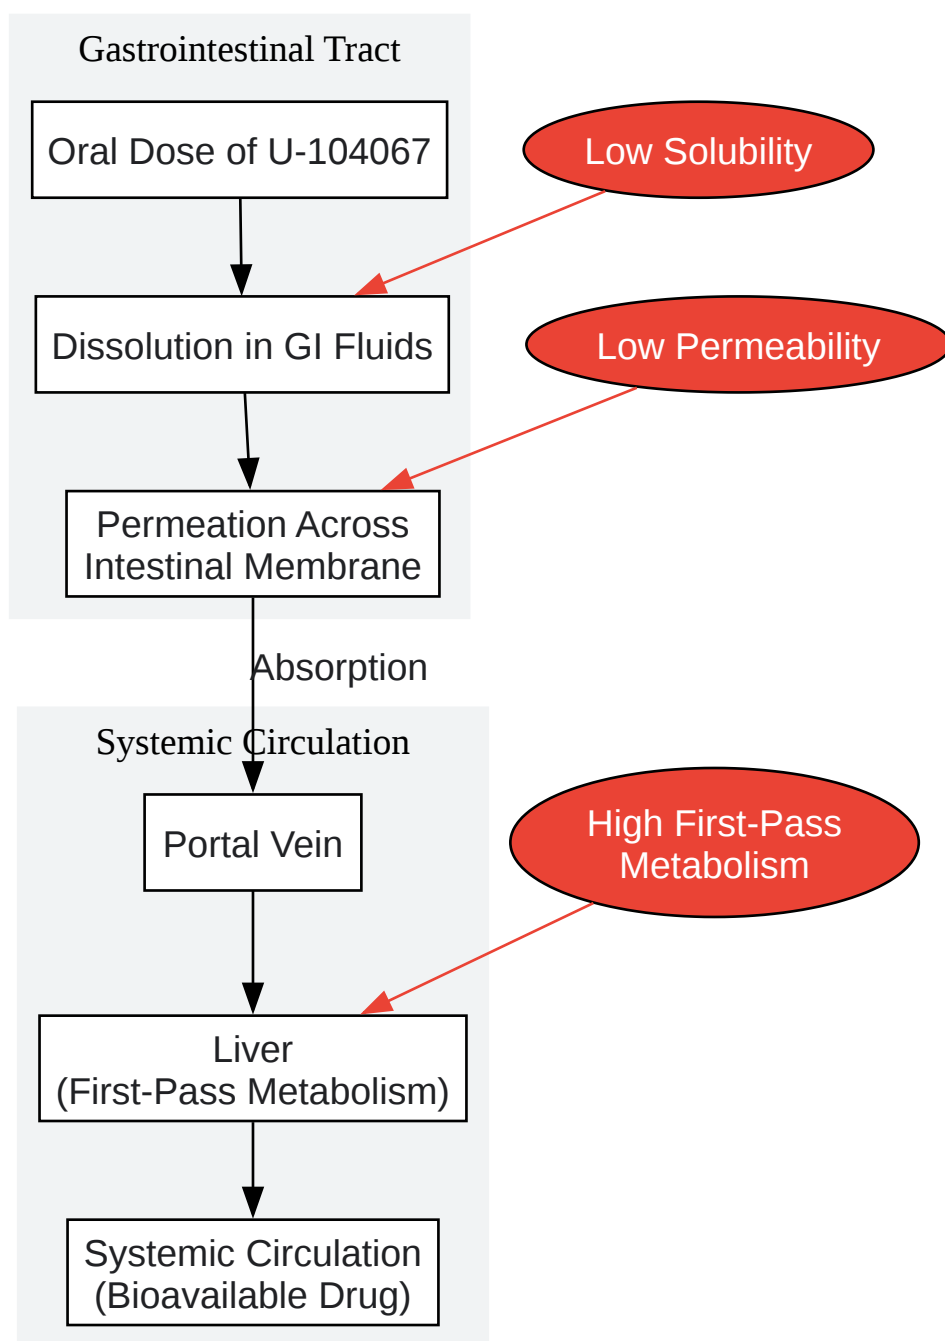 Gastrointestinal Tract
Oral Dose of U-104067
Low Solubility
Dissolution in GI Fluids
Low Permeability
Permeation Across
Intestinal Membrane
Absorption
Systemic Circulation
Portal Vein
High First-Pass
Metabolism
Liver
(First-Pass Metabolism)
Systemic Circulation
(Bioavailable Drug)